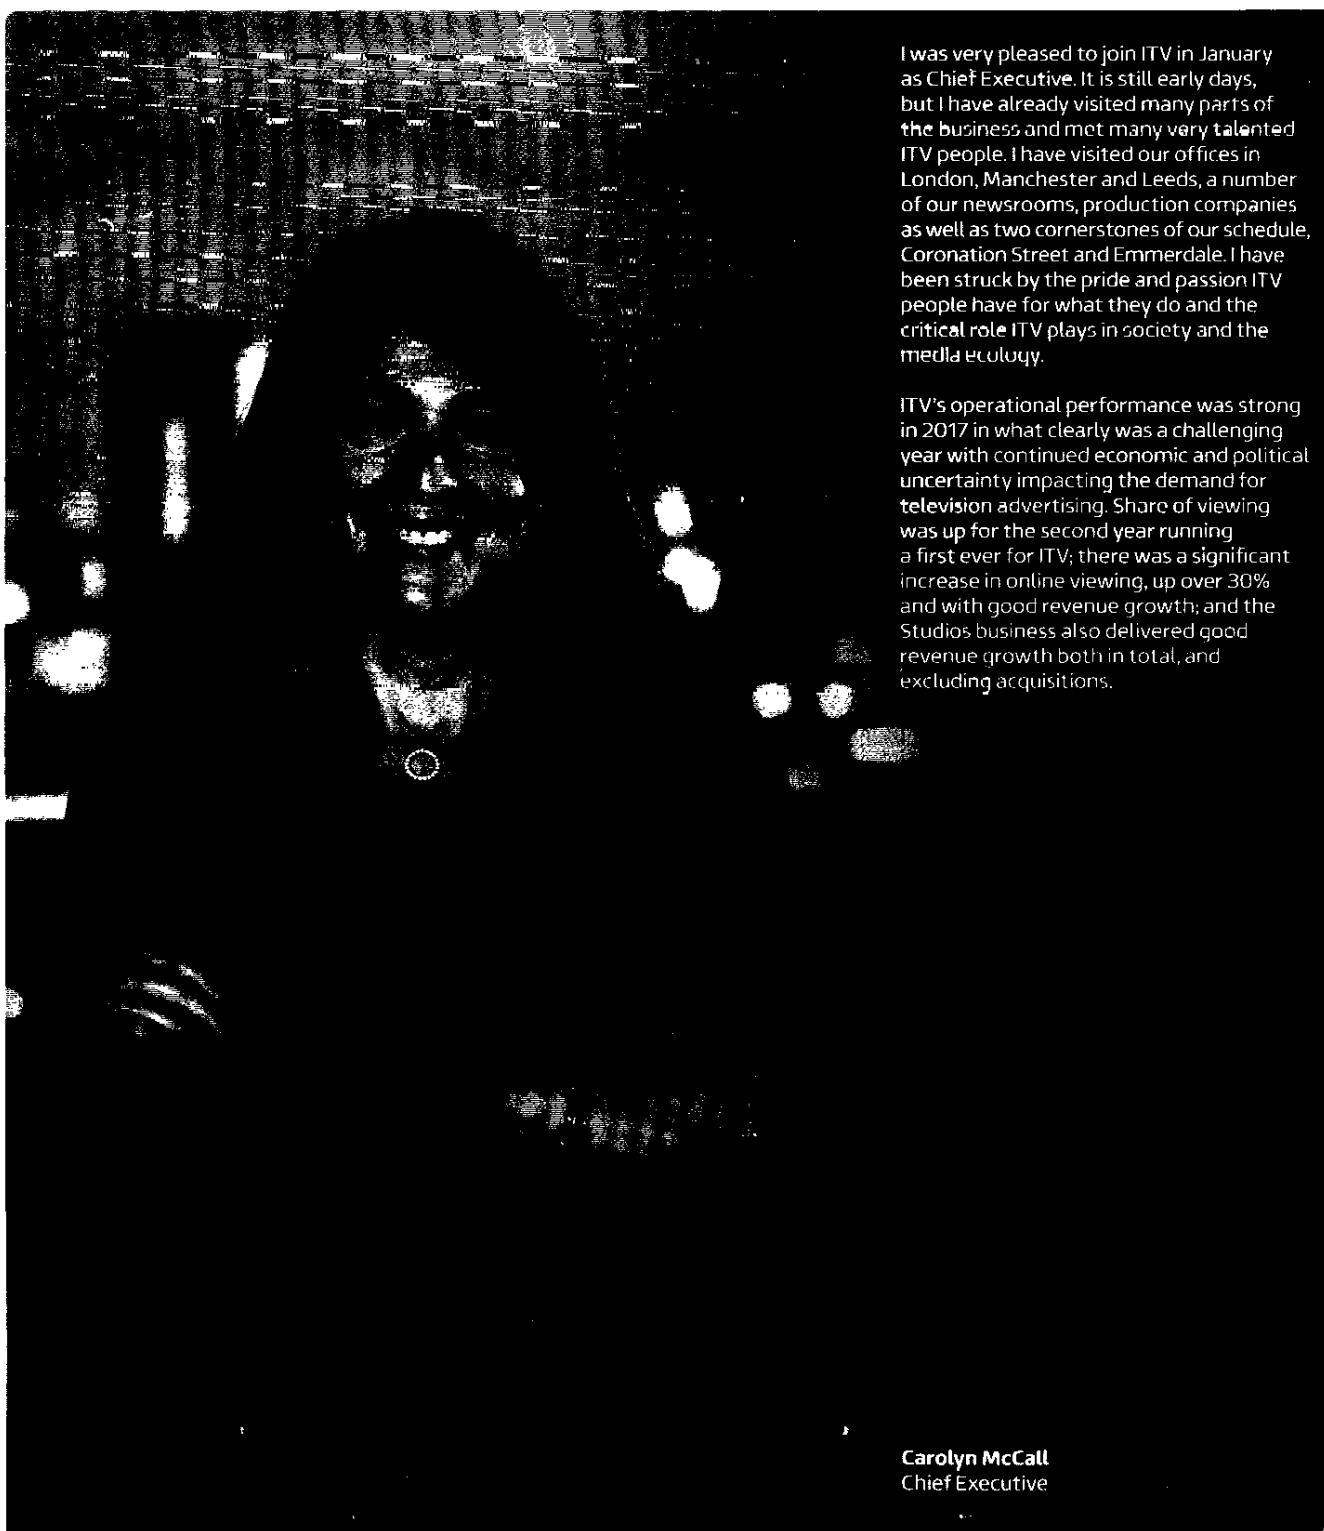 I was very pleased to join ITV in January
as Chief Executive. It is still early days,
but I have already visited many parts of
the business and met many very talented
ITV people. I have visited our offices in
London, Manchester and Leeds, a number
of our newsrooms, production companies
as well as two cornerstones of our schedule,
Coronation Street and Emmerdale. I have
been struck by the pride and passion ITV
people have for what they do and the
critical role ITV plays in society and the
media ecology.
ITV's operational performance was strong
in 2017 in what clearly was a challenging
year with continued economic and political
uncertainty impacting the demand for
television advertising. Share of viewing
was up for the second year running
a first ever for ITV; there was a significant
increase in online viewing, up over 30%
and with good revenue growth; and the
Studios business also delivered good
revenue growth both in total, and
excluding acquisitions.
Carolyn McCall
Chief Executive